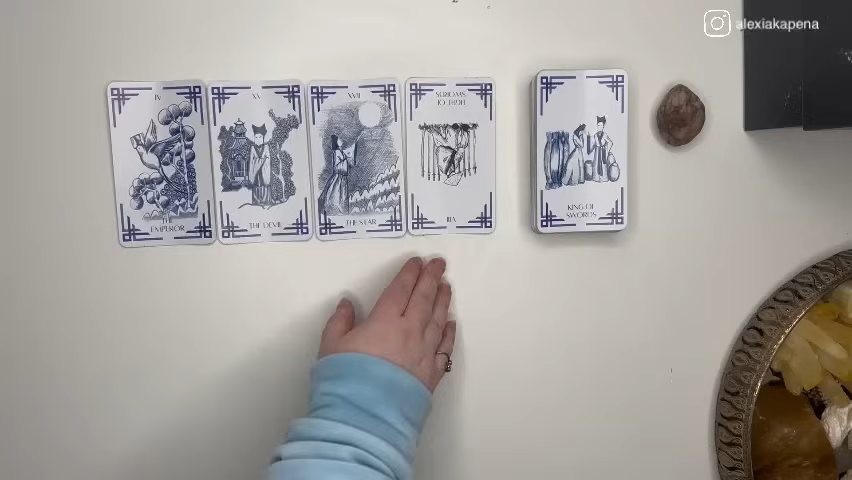 alexiakapena
IV
THE
EMPEROR
XV
THE DEVIL
XVII
THE STAR
EIGHT OF
SWORDS
VIII
KING OF
SWORDS